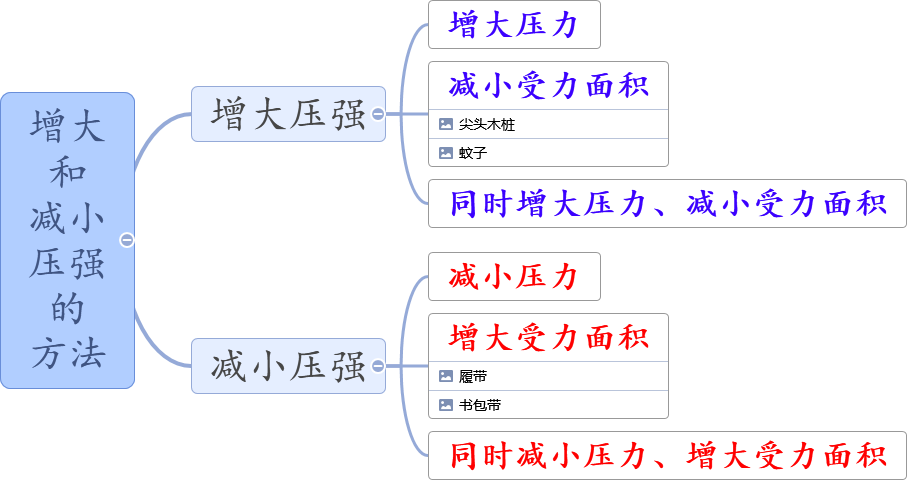 增大
和
减小
压强
的
方法
增大压强
增大压力
减小受力面积
尖头木桩
蚊子
同时增大压力、减小受力面积
减小压强
减小压力
增大受力面积
履带
书包带
同时减小压力、增大受力面积